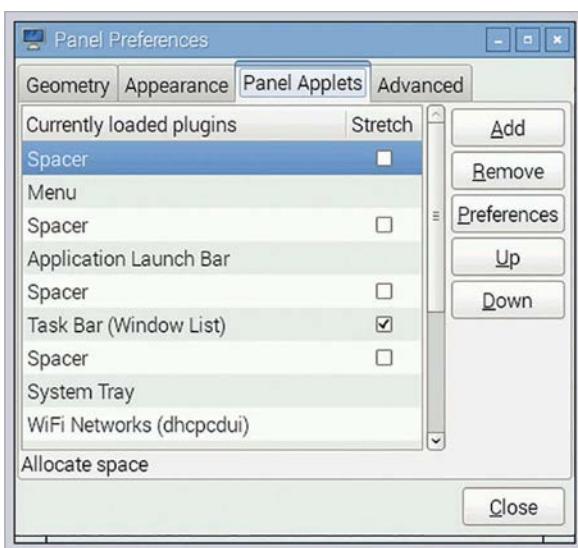 Panel Preferences
Geometry Appearance Panel Applets Advanced
Currently loaded plugins Stretch
Spacer
Menu
Spacer
Application Launch Bar
Spacer
Task Bar (Window List)
Spacer
System Tray
WiFi Networks (dhcpcdui)
Allocate space
Add
Remove
Preferences
Up
Down
Close